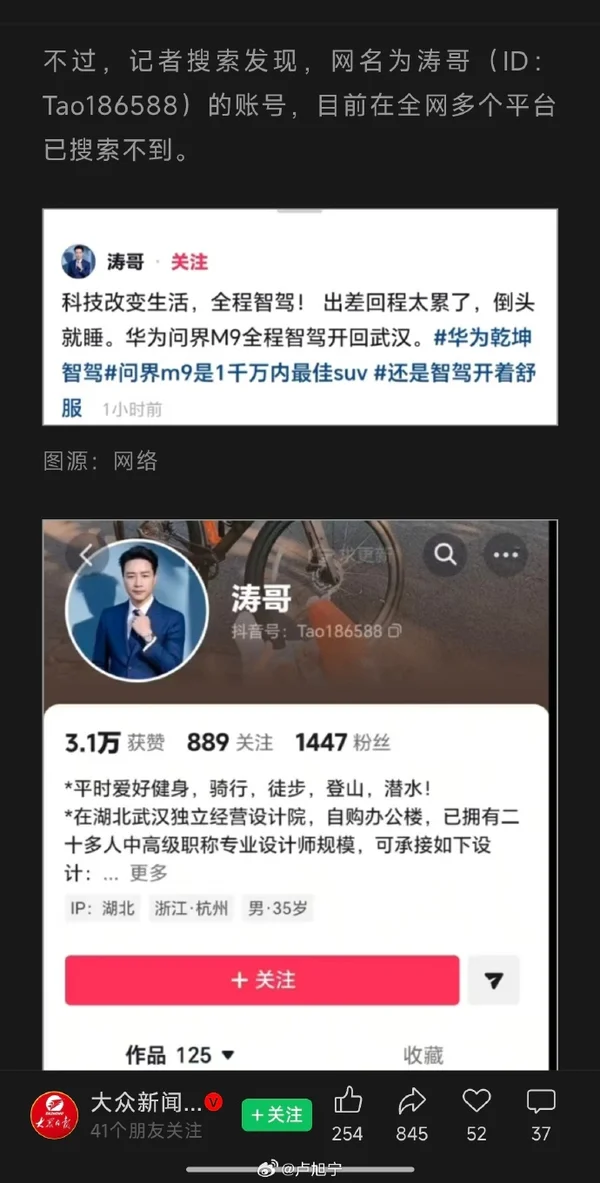 不过，记者搜索发现，网名为涛哥（ID：
Tao186588）的账号，目前在全网多个平台
已搜索不到。
涛哥 · 关注
科技改变生活，全程智驾！ 出差回程太累了，倒头
就睡。华为问界M9全程智驾开回武汉。#华为乾坤
智驾#问界m9是1千万内最佳suv #还是智驾开着舒
服 1小时前
图源：网络
求更新
涛哥
抖音号：Tao186588
3.1万 获赞 889 关注 1447 粉丝
*平时爱好健身，骑行，徒步，登山，潜水！
*在湖北武汉独立经营设计院，自购办公楼，已拥有二
十多人中高级职称专业设计师规模，可承接如下设
计：... 更多
IP：湖北 浙江·杭州 男·35岁
+ 关注
作品 125 收藏
大众日报
大众新闻...
41个朋友关注
+ 关注
254 845 52 37
@卢旭宁